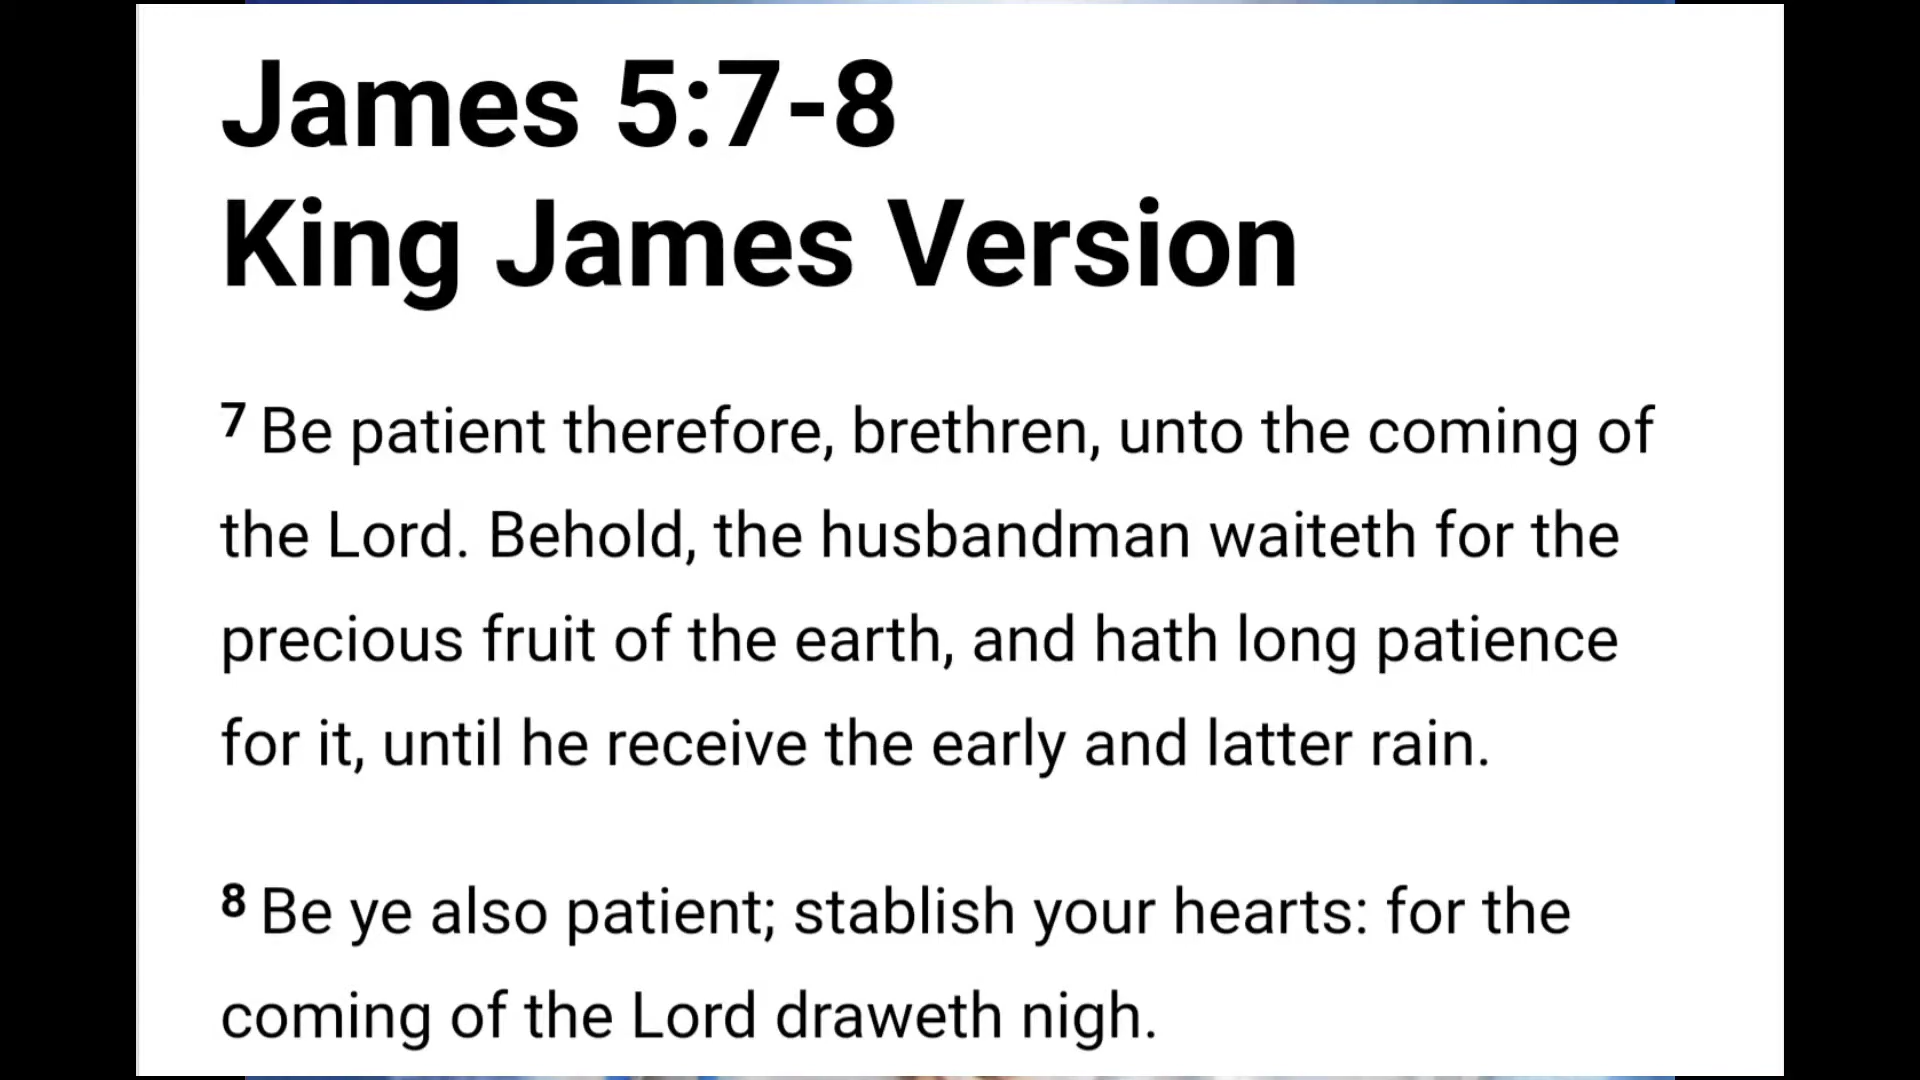 James 5:7-8
King James Version
7 Be patient therefore, brethren, unto the coming of
the Lord. Behold, the husbandman waiteth for the
precious fruit of the earth, and hath long patience
for it, until he receive the early and latter rain.
8 Be ye also patient; stablish your hearts: for the
coming of the Lord draweth nigh.